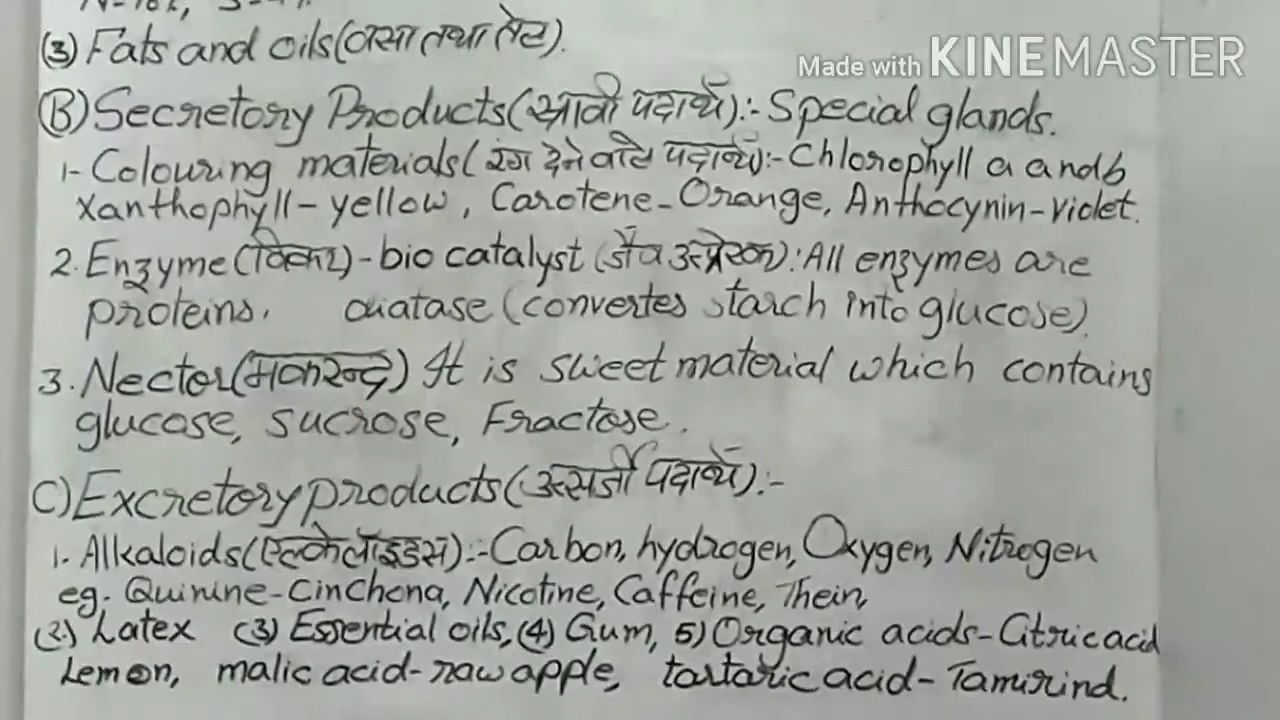 (3) Fats and oils(वसा तथा तेल).
Made with KINEMASTER
(B) Secretory Products(स्रावी पदार्थ):- Special glands.
1- Colouring materials(रंग देने वाले पदार्थ):- Chlorophyll a and b
Xanthophyll - yellow, Carotene - Orange, Anthocynin - violet.
2. Enzyme(विकर) - bio catalyst (जैव उत्प्रेरक): All enzymes are
proteins. diatase (convertes starch into glucose).
3. Nector(मकरन्द) It is sweet material which contains
glucose, sucrose, Fractose.
C) Excretory products(उत्सर्जी पदार्थ):-
1. Alkaloids(एल्केलॉइडस):- Carbon, hydrogen, Oxygen, Nitrogen
eg. Quinine - Cinchona, Nicotine, Caffeine, Thein,
(2) Latex (3) Essential oils, (4) Gum, 5) Organic acids - Citric acid
Lemon, malic acid - raw apple, tartaric acid - Tamirind.